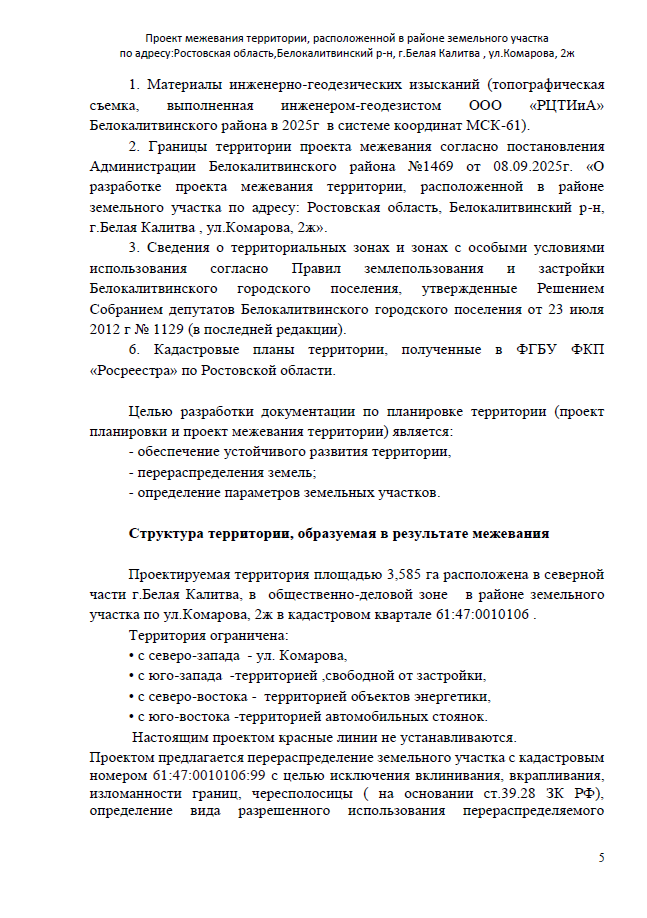 Проект межевания территории, расположенной в районе земельного участка
по адресу:Ростовская область,Белокалитвинский р-н, г.Белая Калитва , ул.Комарова, 2ж
1. Материалы инженерно-геодезических изысканий (топографическая
съемка, выполненная инженером-геодезистом ООО «РЦТИиА»
Белокалитвинского района в 2025г в системе координат МСК-61).
2. Границы территории проекта межевания согласно постановления
Администрации Белокалитвинского района №1469 от 08.09.2025г. «О
разработке проекта межевания территории, расположенной в районе
земельного участка по адресу: Ростовская область, Белокалитвинский р-н,
г.Белая Калитва , ул.Комарова, 2ж».
3. Сведения о территориальных зонах и зонах с особыми условиями
использования согласно Правил землепользования и застройки
Белокалитвинского городского поселения, утвержденные Решением
Собранием депутатов Белокалитвинского городского поселения от 23 июля
2012 г № 1129 (в последней редакции).
6. Кадастровые планы территории, полученные в ФГБУ ФКП
«Росреестра» по Ростовской области.
Целью разработки документации по планировке территории (проект
планировки и проект межевания территории) является:
- обеспечение устойчивого развития территории,
- перераспределения земель;
- определение параметров земельных участков.
Структура территории, образуемая в результате межевания
Проектируемая территория площадью 3,585 га расположена в северной
части г.Белая Калитва, в общественно-деловой зоне в районе земельного
участка по ул.Комарова, 2ж в кадастровом квартале 61:47:0010106 .
Территория ограничена:
• с северо-запада - ул. Комарова,
• с юго-запада -территорией ,свободной от застройки,
• с северо-востока - территорией объектов энергетики,
• с юго-востока -территорией автомобильных стоянок.
Настоящим проектом красные линии не устанавливаются.
Проектом предлагается перераспределение земельного участка с кадастровым
номером 61:47:0010106:99 с целью исключения вклинивания, вкрапливания,
изломанности границ, чересполосицы ( на основании ст.39.28 ЗК РФ),
определение вида разрешенного использования перераспределяемого
5